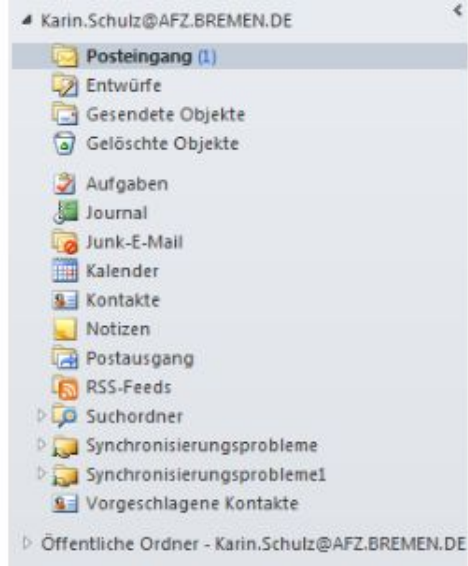 Karin.Schulz@AFZ.BREMEN.DE
Posteingang (1)
Entwürfe
Gesendete Objekte
Gelöschte Objekte
Aufgaben
Journal
Junk-E-Mail
Kalender
Kontakte
Notizen
Postausgang
RSS-Feeds
Suchordner
Synchronisierungsprobleme
Synchronisierungsprobleme1
Vorgeschlagene Kontakte
Öffentliche Ordner - Karin.Schulz@AFZ.BREMEN.DE